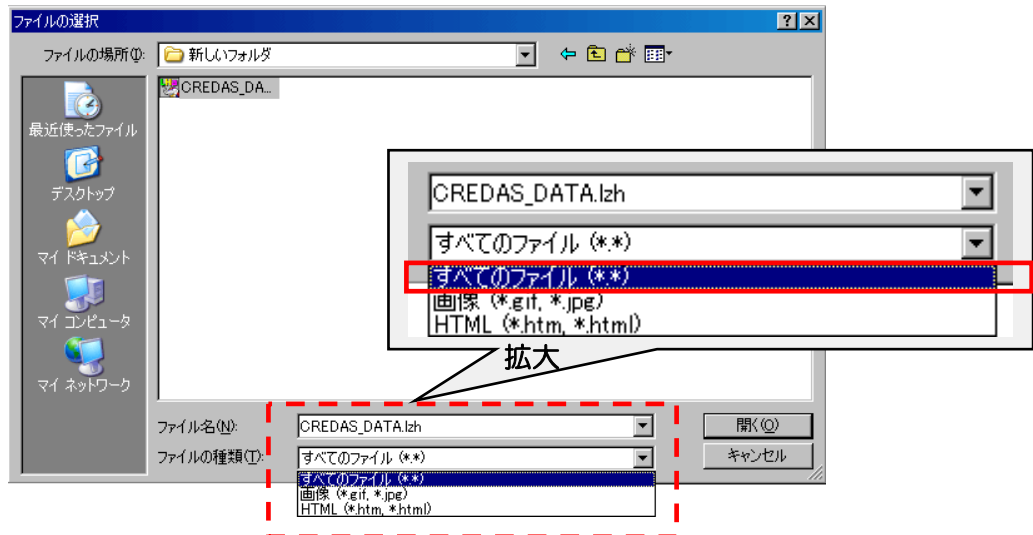 ファイルの選択
ファイルの場所(I):
新しいフォルダ
CREDAS_DA...
最近使ったファイル
デスクトップ
マイ ドキュメント
マイ コンピュータ
マイ ネットワーク
CREDAS_DATA.lzh
すべてのファイル (*.*)
すべてのファイル (*.*)
画像 (*.gif, *.jpg)
HTML (*.htm, *.html)
拡大
ファイル名(N):
CREDAS_DATA.lzh
開く(O)
ファイルの種類(T):
すべてのファイル (*.*)
キャンセル
すべてのファイル (*.*)
画像 (*.gif, *.jpg)
HTML (*.htm, *.html)